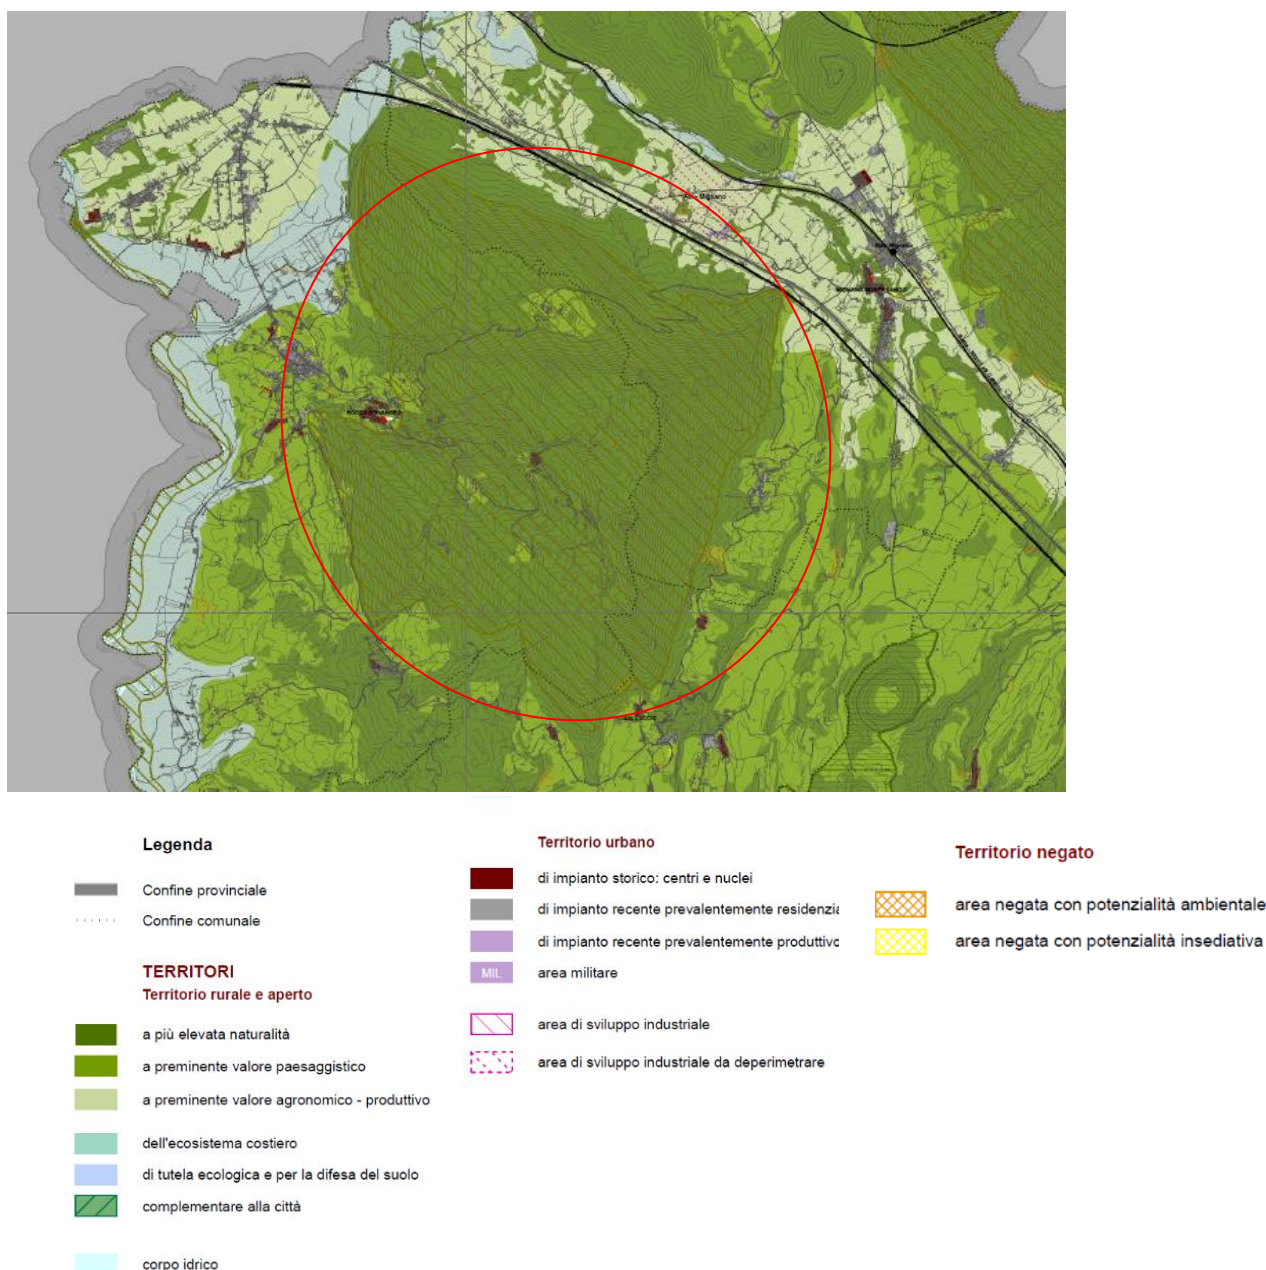 Mignano
Legenda
Confine provinciale
Confine comunale
TERRITORI
Territorio rurale e aperto
a più elevata naturalità
a preminente valore paesaggistico
a preminente valore agronomico - produttivo
dell'ecosistema costiero
di tutela ecologica e per la difesa del suolo
complementare alla città
corpo idrico
Territorio urbano
di impianto storico: centri e nuclei
di impianto recente prevalentemente residenzia
di impianto recente prevalentemente produttivo
MIL.
area militare
area di sviluppo industriale
area di sviluppo industriale da deperimetrare
Territorio negato
area negata con potenzialità ambientale
area negata con potenzialità insediativa